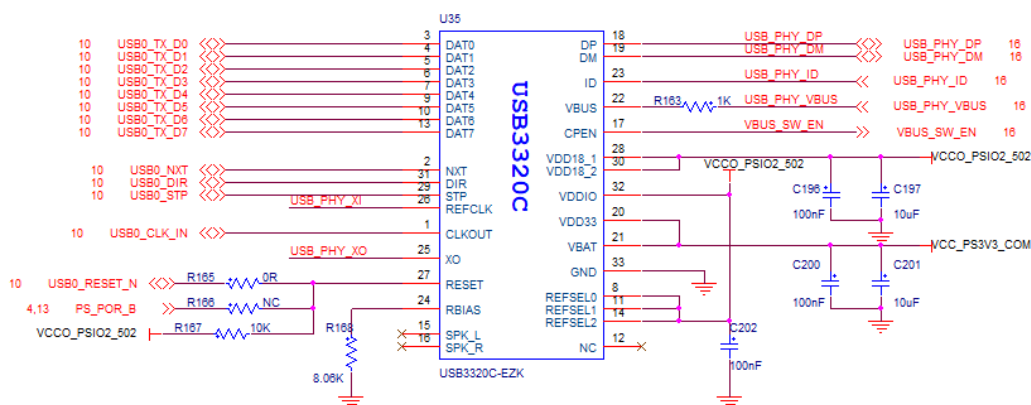 U35
USB3320C
10 USB0_TX_D0 3 DAT0
10 USB0_TX_D1 4 DAT1
10 USB0_TX_D2 5 DAT2
10 USB0_TX_D3 6 DAT3
10 USB0_TX_D4 7 DAT4
10 USB0_TX_D5 9 DAT5
10 USB0_TX_D6 10 DAT6
10 USB0_TX_D7 13 DAT7
10 USB0_NXT 2 NXT
10 USB0_DIR 31 DIR
10 USB0_STP 29 STP
USB_PHY_XI 26 REFCLK
10 USB0_CLK_IN 1 CLKOUT
USB_PHY_XO 25 XO
10 USB0_RESET_N R165 0R 27 RESET
4,13 PS_POR_B R166 NC 24 RBIAS
VCCO_PSIO2_502 R167 10K R168 8.06K
15 SPK_L
16 SPK_R
USB3320C-EZK
DP 18 USB_PHY_DP USB_PHY_DP 16
DM 19 USB_PHY_DM USB_PHY_DM 16
ID 23 USB_PHY_ID USB_PHY_ID 16
VBUS 22 R163 1K USB_PHY_VBUS USB_PHY_VBUS 16
CPEN 17 VBUS_SW_EN VBUS_SW_EN 16
VDD18_1 28 VCCO_PSIO2_502 VCCO_PSIO2_502
VDD18_2 30
VDDIO 32 C196 100nF C197 10uF
VDD33 20
VBAT 21 VCC_PS3V3_COM
GND 33 C200 100nF C201 10uF
REFSEL0 8
REFSEL1 11
REFSEL2 14
NC 12 C202 100nF